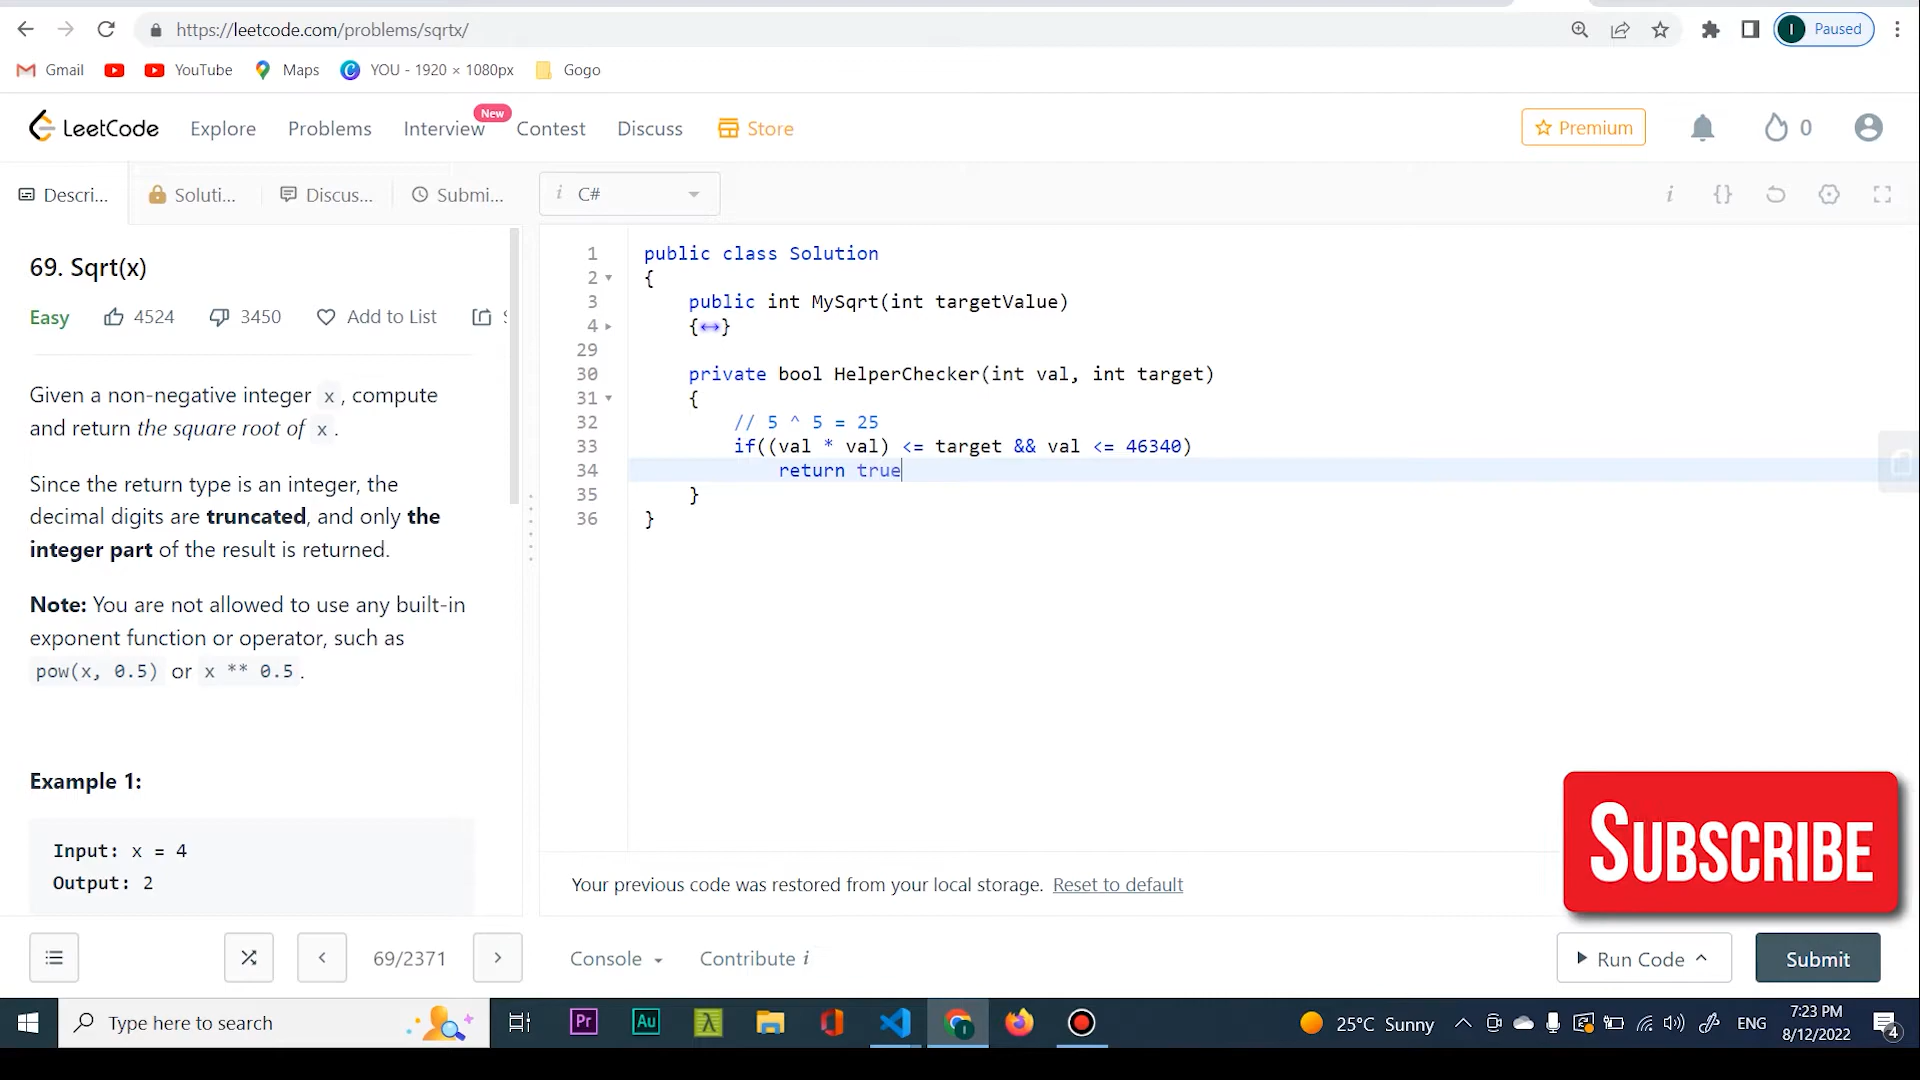 https://leetcode.com/problems/sqrtx/
Paused
Gmail
YouTube
Maps
YOU - 1920 × 1080px
Gogo
LeetCode
Explore
Problems
Interview
New
Contest
Discuss
Store
Premium
0
Descri...
Soluti...
Discus...
Submi...
i C#
i
{}
69. Sqrt(x)
Easy
4524
3450
Add to List
Given a non-negative integer x, compute
and return the square root of x.
Since the return type is an integer, the
decimal digits are truncated, and only the
integer part of the result is returned.
Note: You are not allowed to use any built-in
exponent function or operator, such as
pow(x, 0.5) or x ** 0.5.
Example 1:
Input: x = 4
Output: 2
1 public class Solution
2 {
3 public int MySqrt(int targetValue)
4 {↔}
29
30 private bool HelperChecker(int val, int target)
31 {
32 // 5 ^ 5 = 25
33 if((val * val) <= target && val <= 46340)
34 return true
35 }
36 }
Your previous code was restored from your local storage. Reset to default
SUBSCRIBE
69/2371
Console
Contribute i
Run Code
Submit
Type here to search
Pr
Au
25°C Sunny
ENG
7:23 PM
8/12/2022
4